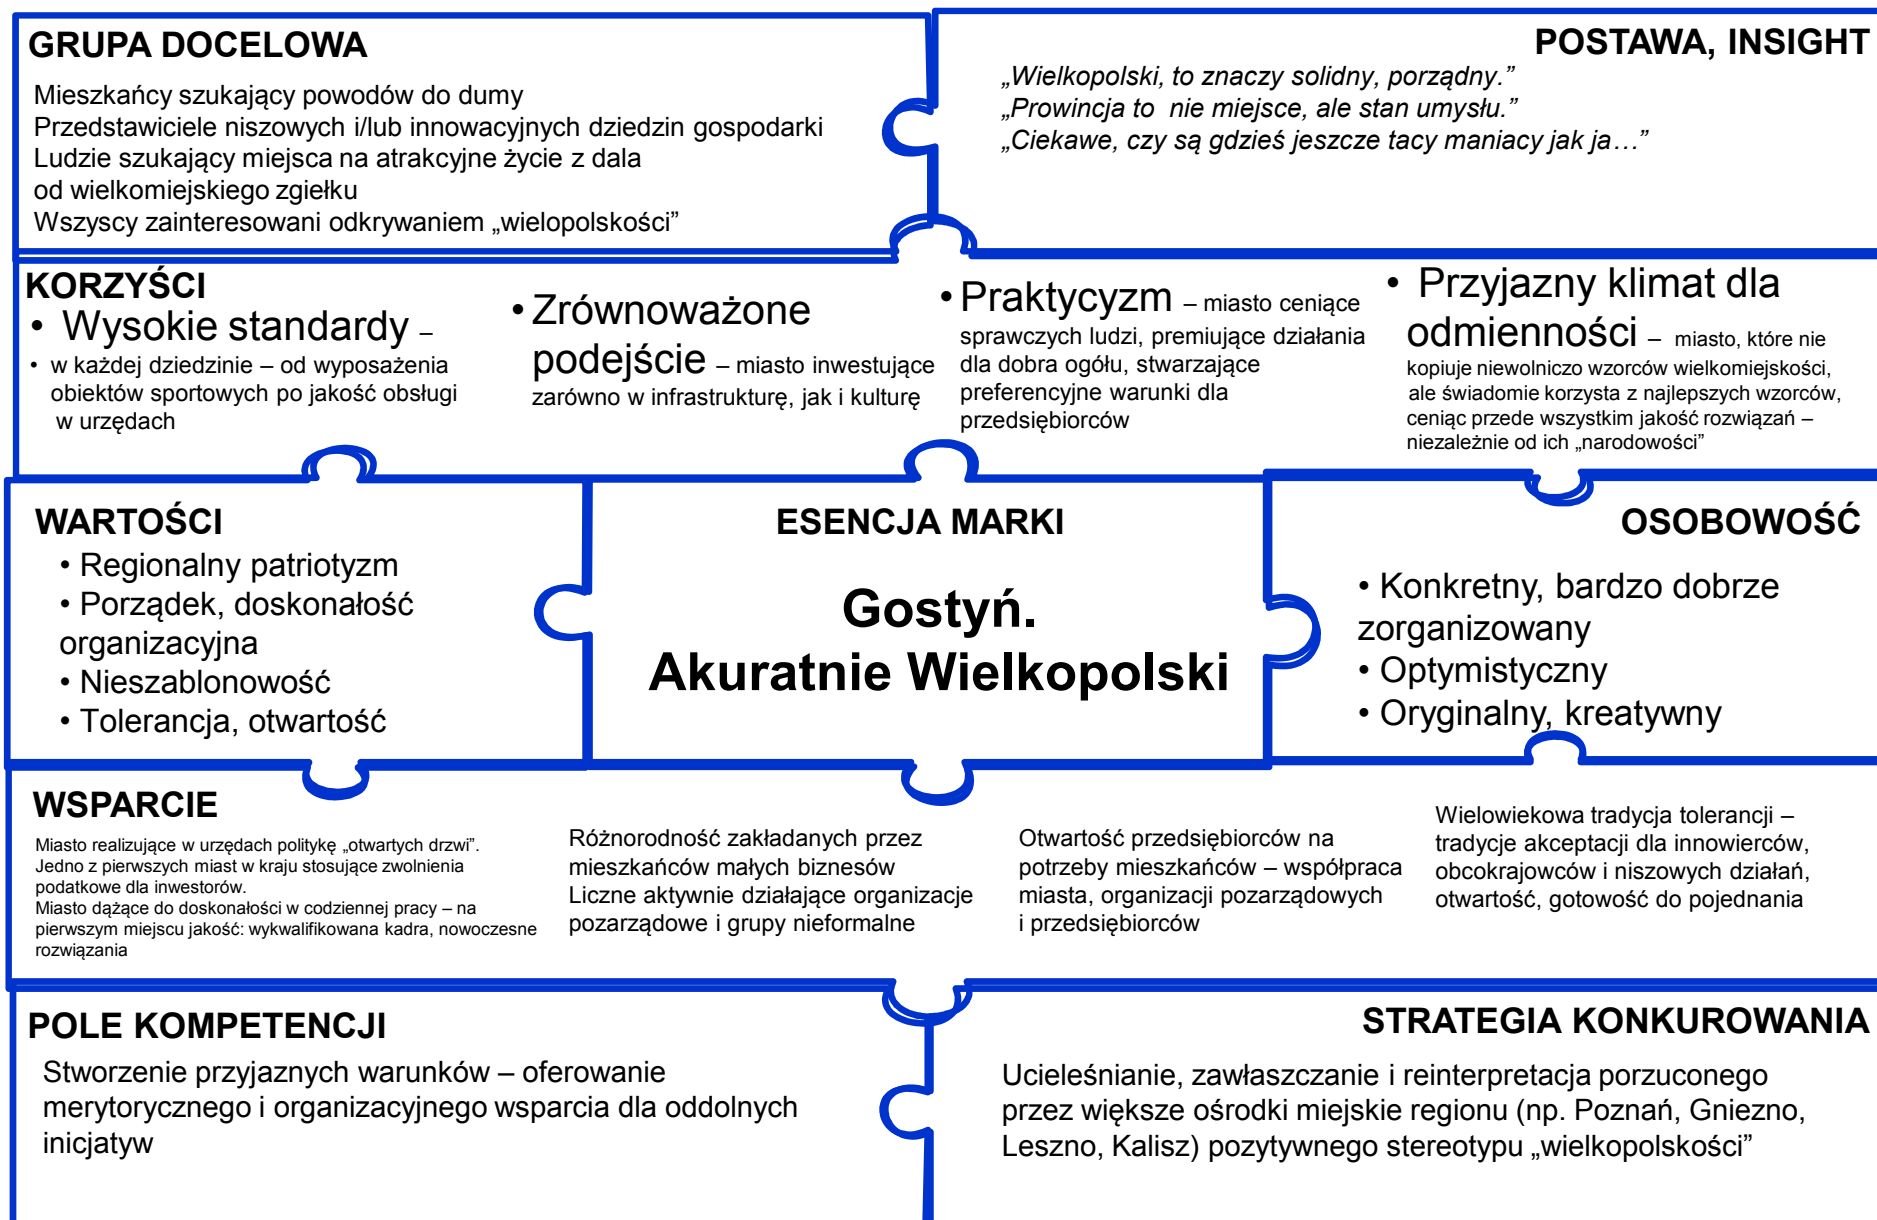 GRUPA DOCELOWA
Mieszkańcy szukający powodów do dumy
Przedstawiciele niszowych i/lub innowacyjnych dziedzin gospodarki
Ludzie szukający miejsca na atrakcyjne życie z dala
od wielkomiejskiego zgiełku
Wszyscy zainteresowani odkrywaniem „wielopolskości”
POSTAWA, INSIGHT
„Wielkopolski, to znaczy solidny, porządny.”
„Prowincja to nie miejsce, ale stan umysłu.”
„Ciekawe, czy są gdzieś jeszcze tacy maniacy jak ja…”
KORZYŚCI
• Wysokie standardy –
• w każdej dziedzinie – od wyposażenia
obiektów sportowych po jakość obsługi
w urzędach
• Zrównoważone
podejście – miasto inwestujące
zarówno w infrastrukturę, jak i kulturę
• Praktycyzm – miasto ceniące
sprawczych ludzi, premiujące działania
dla dobra ogółu, stwarzające
preferencyjne warunki dla
przedsiębiorców
• Przyjazny klimat dla
odmienności – miasto, które nie
kopiuje niewolniczo wzorców wielkomiejskości,
ale świadomie korzysta z najlepszych wzorców,
ceniąc przede wszystkim jakość rozwiązań –
niezależnie od ich „narodowości”
WARTOŚCI
• Regionalny patriotyzm
• Porządek, doskonałość
organizacyjna
• Nieszablonowość
• Tolerancja, otwartość
ESENCJA MARKI
Gostyń.
Akuratnie Wielkopolski
OSOBOWOŚĆ
• Konkretny, bardzo dobrze
zorganizowany
• Optymistyczny
• Oryginalny, kreatywny
WSPARCIE
Miasto realizujące w urzędach politykę „otwartych drzwi”.
Jedno z pierwszych miast w kraju stosujące zwolnienia
podatkowe dla inwestorów.
Miasto dążące do doskonałości w codziennej pracy – na
pierwszym miejscu jakość: wykwalifikowana kadra, nowoczesne
rozwiązania
Różnorodność zakładanych przez
mieszkańców małych biznesów
Liczne aktywnie działające organizacje
pozarządowe i grupy nieformalne
Otwartość przedsiębiorców na
potrzeby mieszkańców – współpraca
miasta, organizacji pozarządowych
i przedsiębiorców
Wielowiekowa tradycja tolerancji –
tradycje akceptacji dla innowierców,
obcokrajowców i niszowych działań,
otwartość, gotowość do pojednania
POLE KOMPETENCJI
Stworzenie przyjaznych warunków – oferowanie
merytorycznego i organizacyjnego wsparcia dla oddolnych
inicjatyw
STRATEGIA KONKUROWANIA
Ucieleśnianie, zawłaszczanie i reinterpretacja porzuconego
przez większe ośrodki miejskie regionu (np. Poznań, Gniezno,
Leszno, Kalisz) pozytywnego stereotypu „wielkopolskości”